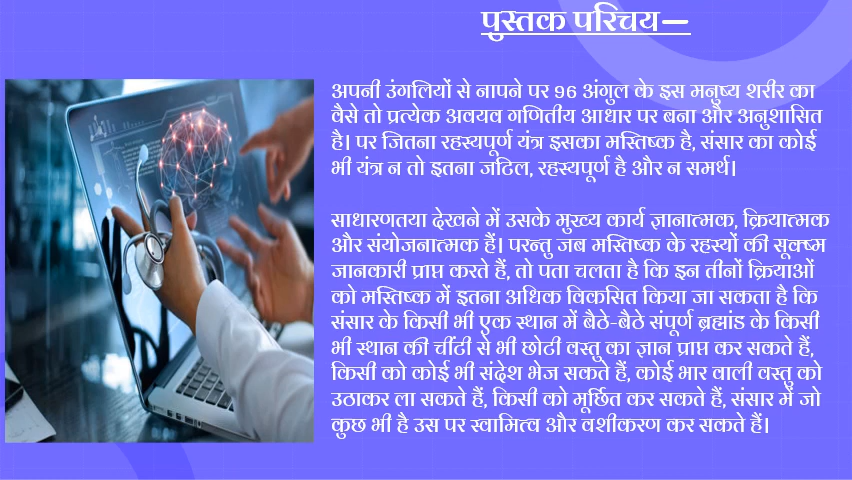 पुस्तक परिचय—
अपनी उंगलियों से नापने पर 96 अंगुल के इस मनुष्य शरीर का
वैसे तो प्रत्येक अवयव गणितीय आधार पर बना और अनुशासित
है। पर जितना रहस्यपूर्ण यंत्र इसका मस्तिष्क है, संसार का कोई
भी यंत्र न तो इतना जटिल, रहस्यपूर्ण है और न समर्थ।
साधारणतया देखने में उसके मुख्य कार्य ज्ञानात्मक, क्रियात्मक
और संयोजनात्मक हैं। परन्तु जब मस्तिष्क के रहस्यों की सूक्ष्म
जानकारी प्राप्त करते हैं, तो पता चलता है कि इन तीनों क्रियाओं
को मस्तिष्क में इतना अधिक विकसित किया जा सकता है कि
संसार के किसी भी एक स्थान में बैठे-बैठे संपूर्ण ब्रह्मांड के किसी
भी स्थान की चींटी से भी छोटी वस्तु का ज्ञान प्राप्त कर सकते हैं,
किसी को कोई भी संदेश भेज सकते हैं, कोई भार वाली वस्तु को
उठाकर ला सकते हैं, किसी को मूर्छित कर सकते हैं, संसार में जो
कुछ भी है उस पर स्वामित्व और वशीकरण कर सकते हैं।